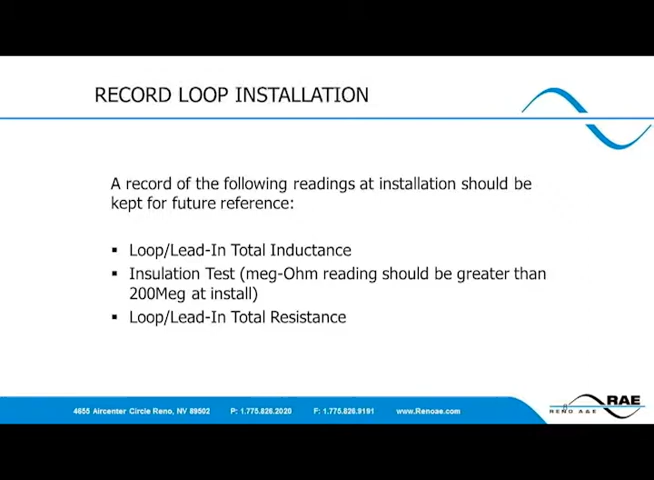 RECORD LOOP INSTALLATION
A record of the following readings at installation should be
kept for future reference:
▪ Loop/Lead-In Total Inductance
▪ Insulation Test (meg-Ohm reading should be greater than
200Meg at install)
▪ Loop/Lead-In Total Resistance
4655 Aircenter Circle Reno, NV 89502 P: 1.775.826.2020 F: 1.775.826.9191 www.Renoae.com
RAE
RENO A&E